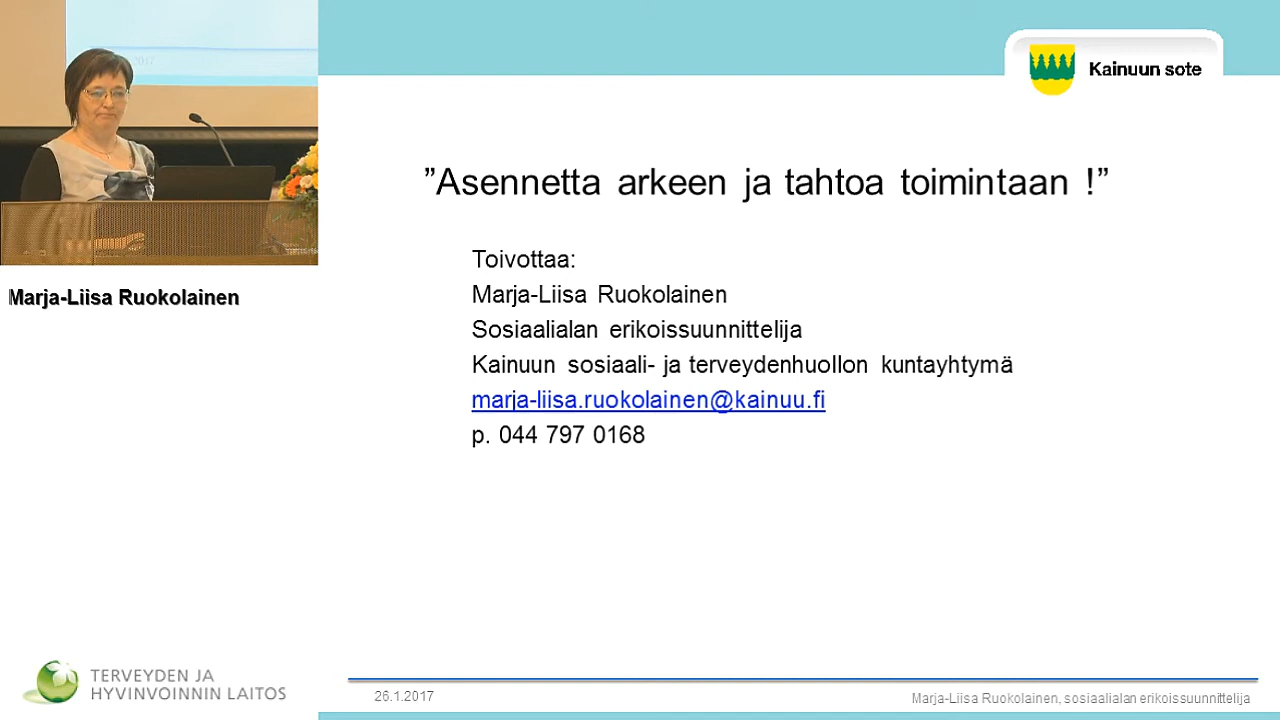 Kainuun sote
”Asennetta arkeen ja tahtoa toimintaan !”
Toivottaa:
Marja-Liisa Ruokolainen
Sosiaalialan erikoissuunnittelija
Kainuun sosiaali- ja terveydenhuollon kuntayhtymä
marja-liisa.ruokolainen@kainuu.fi
p. 044 797 0168
Marja-Liisa Ruokolainen
TERVEYDEN JA
HYVINVOINNIN LAITOS
26.1.2017
Marja-Liisa Ruokolainen, sosiaalialan erikoissuunnittelija